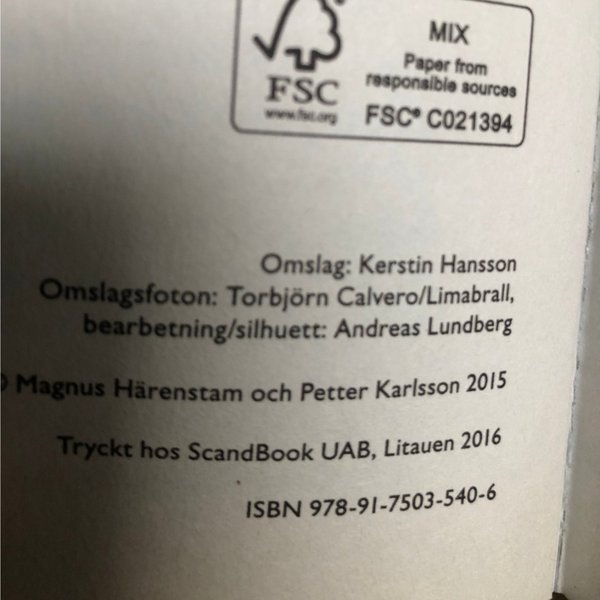 MIX
Paper from
responsible sources
FSC® C021394
FSC
www.fsc.org
Omslag: Kerstin Hansson
Omslagsfoton: Torbjörn Calvero/Limabrall,
bearbetning/silhuett: Andreas Lundberg
© Magnus Härenstam och Petter Karlsson 2015
Tryckt hos ScandBook UAB, Litauen 2016
ISBN 978-91-7503-540-6